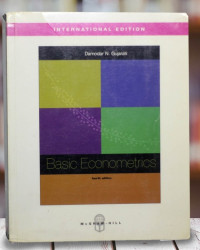 INTERNATIONAL EDITION
Damodar N. Gujarati
Basic Econometrics
fourth edition
McGRAW-HILL